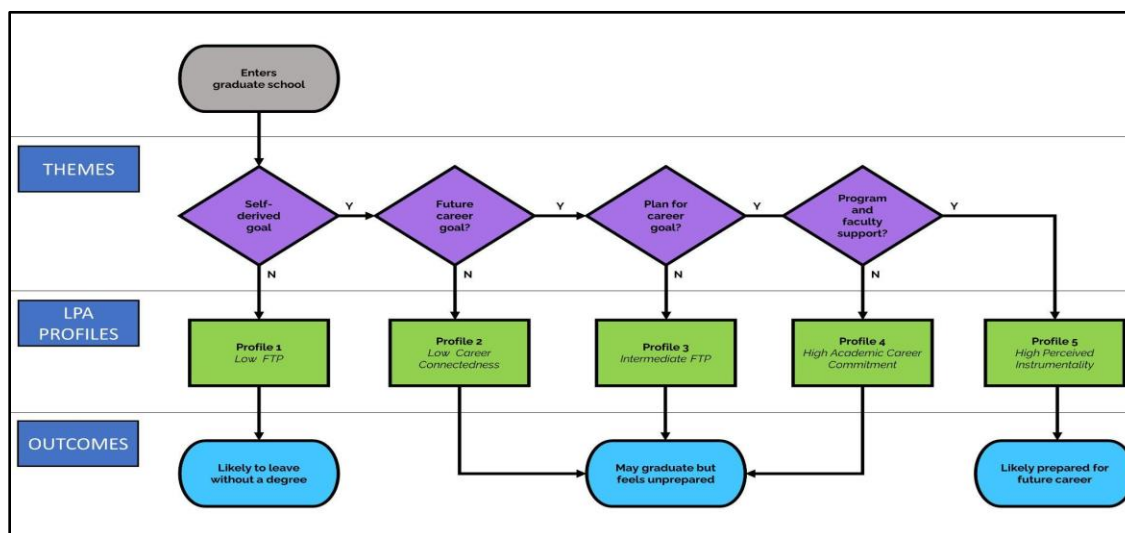 Enters
graduate school
THEMES
Self-
derived
goal
Y
Future
career
goal?
Y
Plan for
career
goal?
Y
Program
and
faculty
support?
Y
N
N
N
N
LPA
PROFILES
Profile 1
Low FTP
Profile 2
Low Career
Connectedness
Profile 3
Intermediate FTP
Profile 4
High Academic Career
Commitment
Profile 5
High Perceived
Instrumentality
OUTCOMES
Likely to leave
without a degree
May graduate but
feels unprepared
Likely prepared for
future career